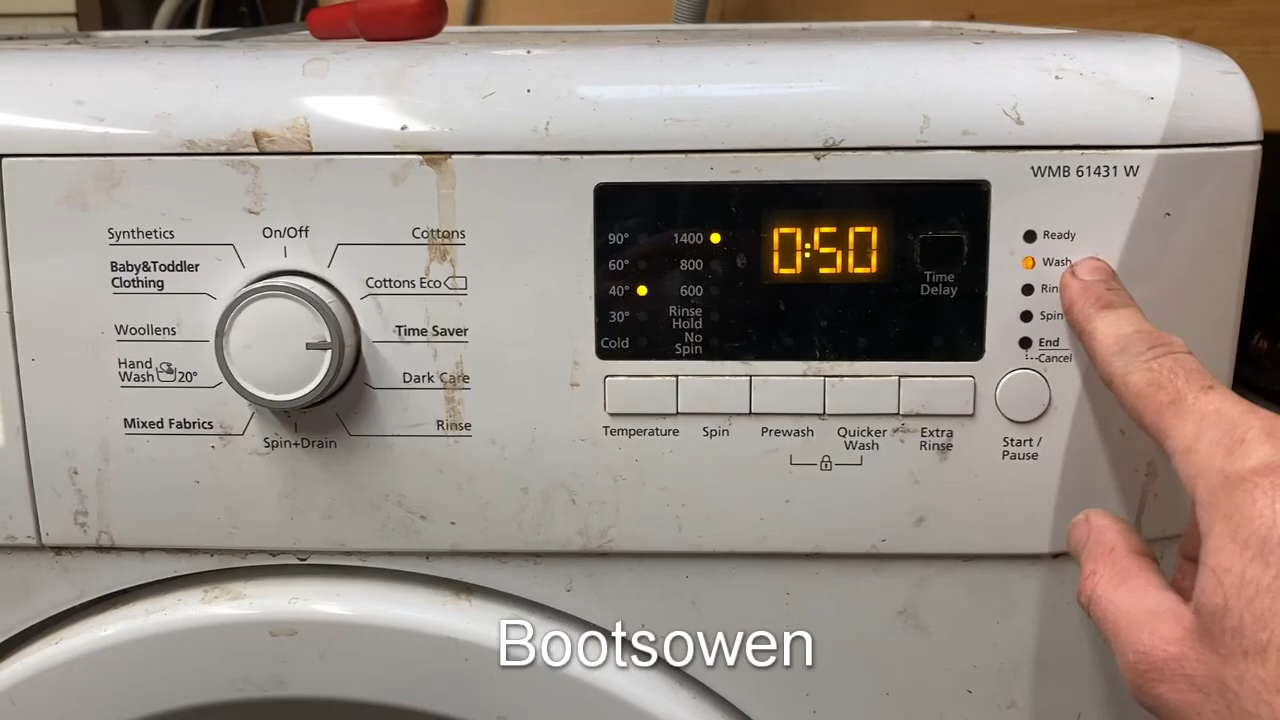 WMB 61431 W
Synthetics
On/Off
Cottons
Baby&Toddler
Clothing
Cottons Eco
Woollens
Time Saver
Hand
Wash 20°
Dark Care
Mixed Fabrics
Spin+Drain
Rinse
90°
60°
40°
30°
Cold
1400
800
600
Rinse
Hold
No
Spin
0:50
Time
Delay
Ready
Wash
Spin
End
Cancel
Temperature
Spin
Prewash
Quicker
Wash
Extra
Rinse
Start /
Pause
Bootsowen